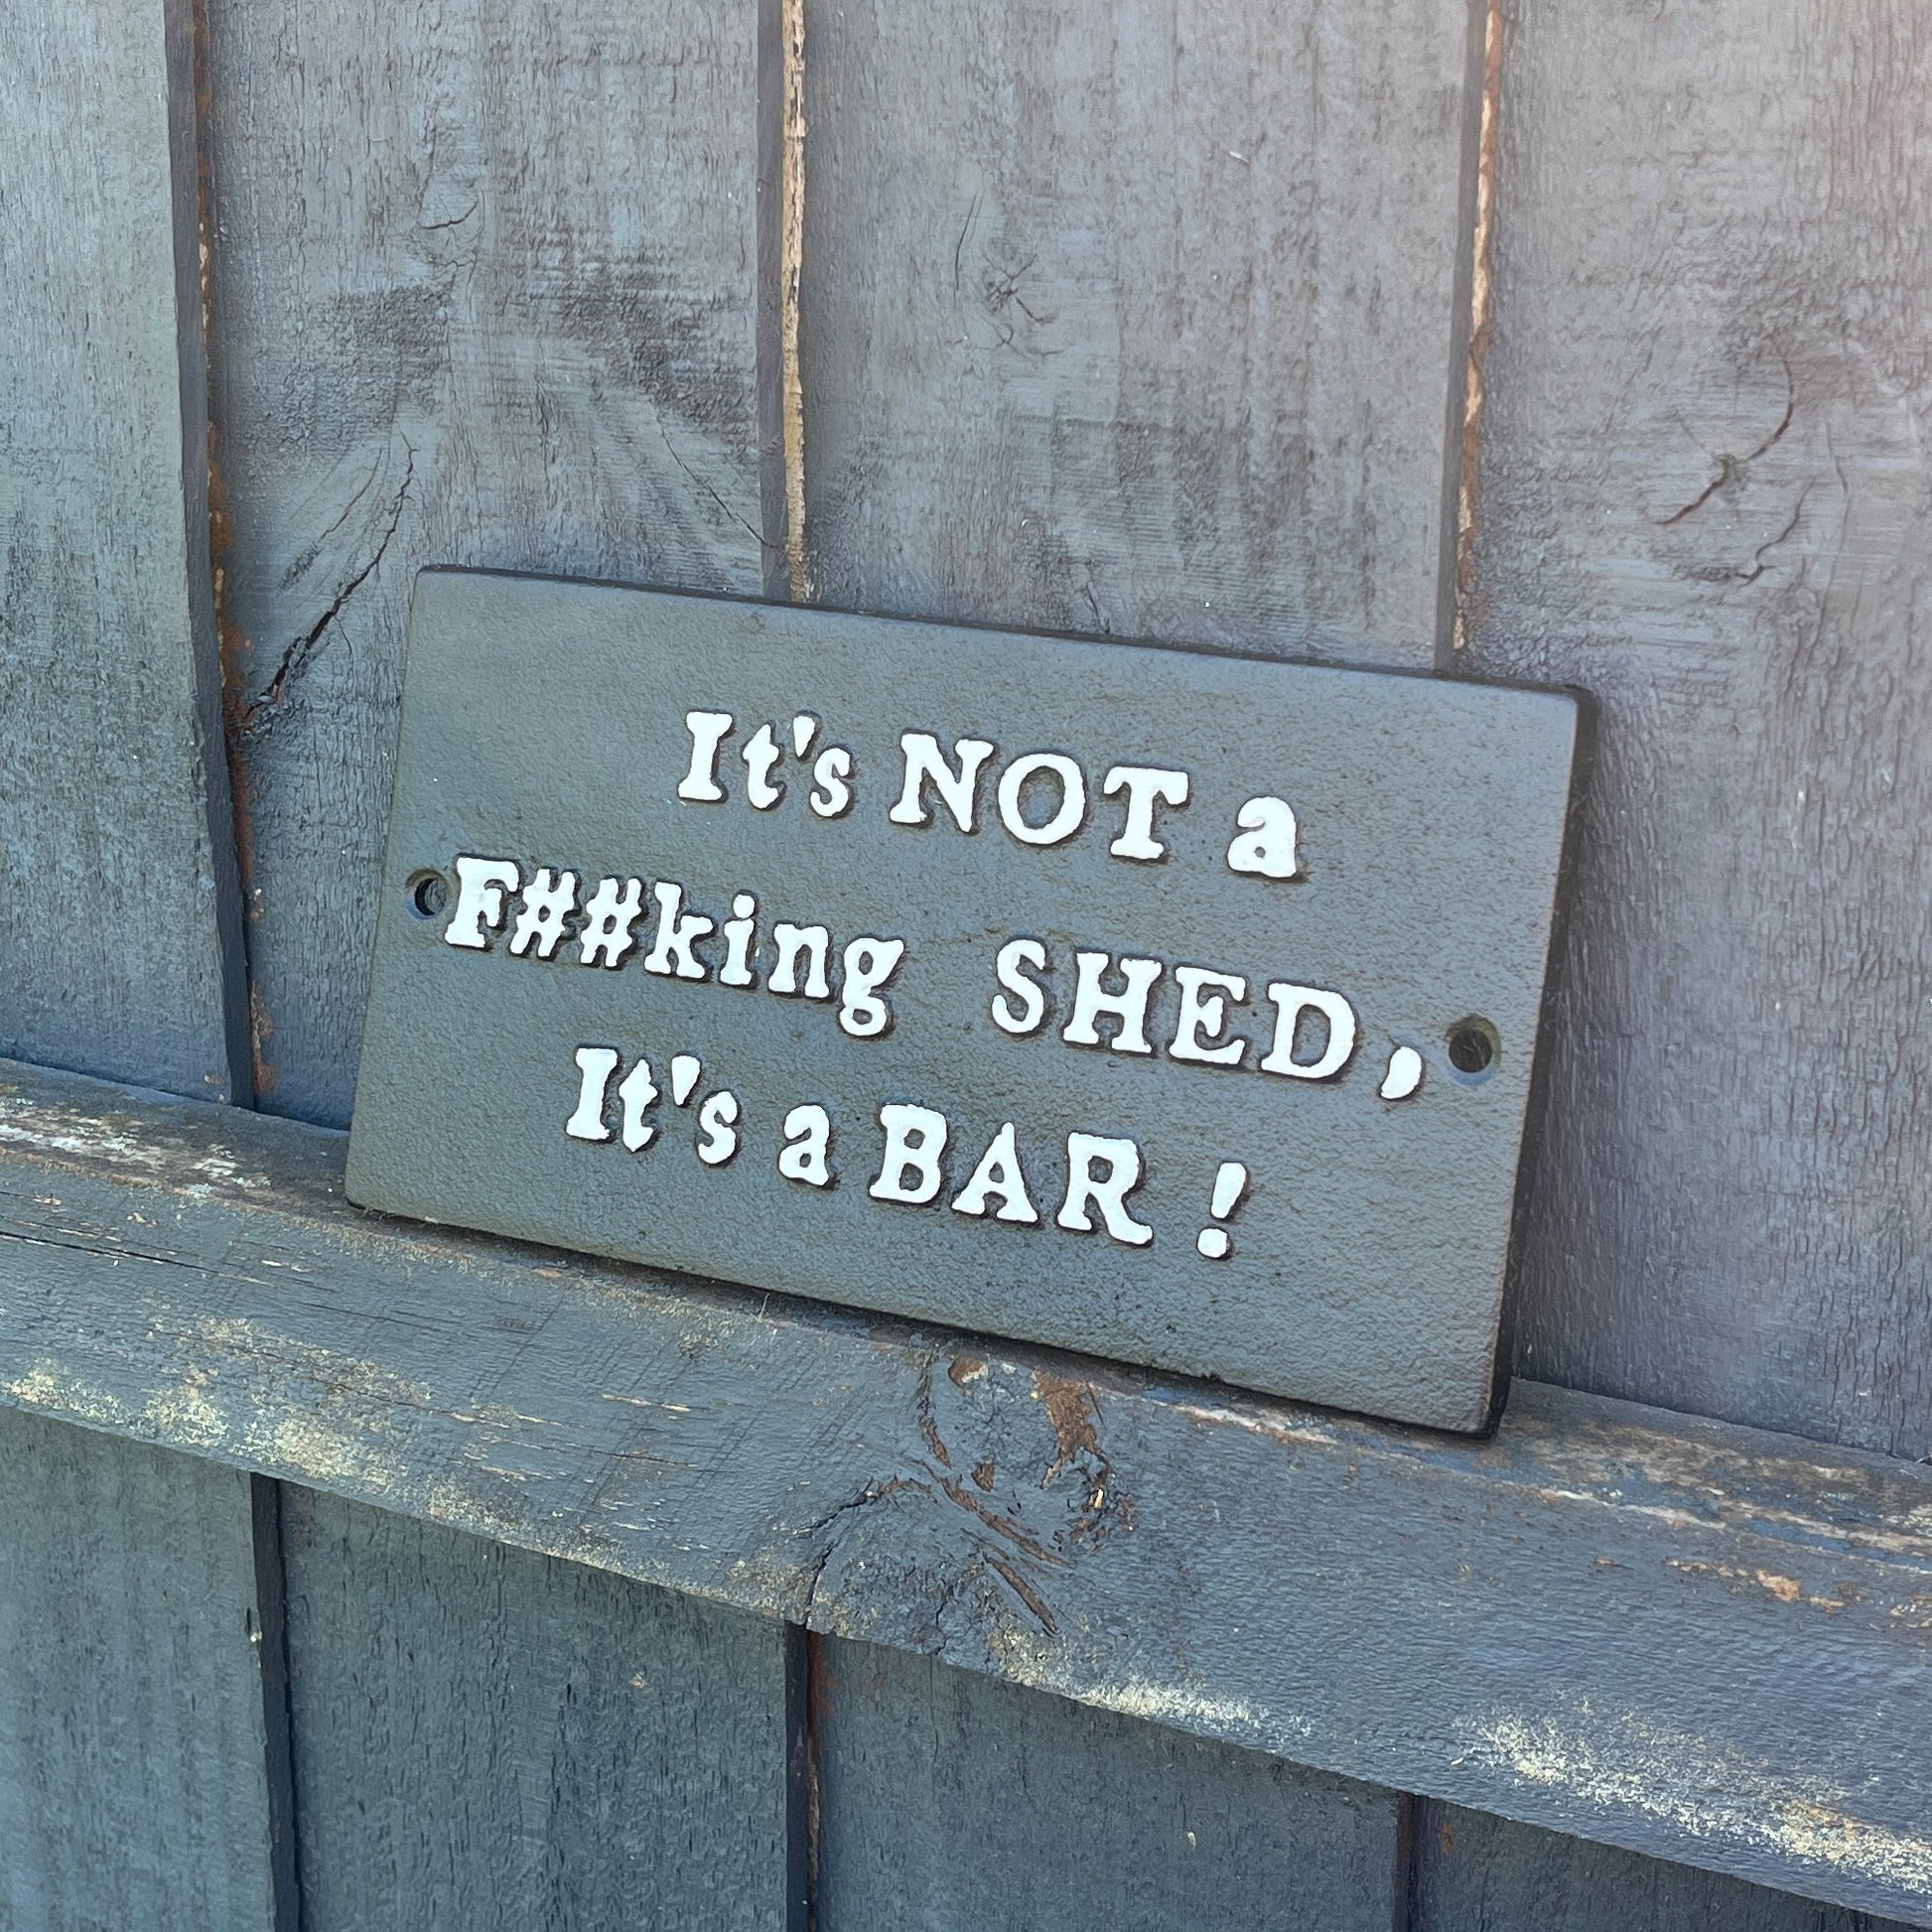 It's NOT a
F##king SHED,
It's a BAR !